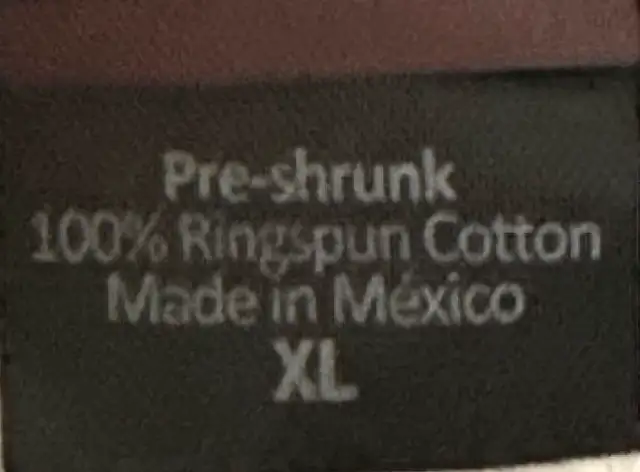 Pre-shrunk
100% Ringspun Cotton
Made in México
XL